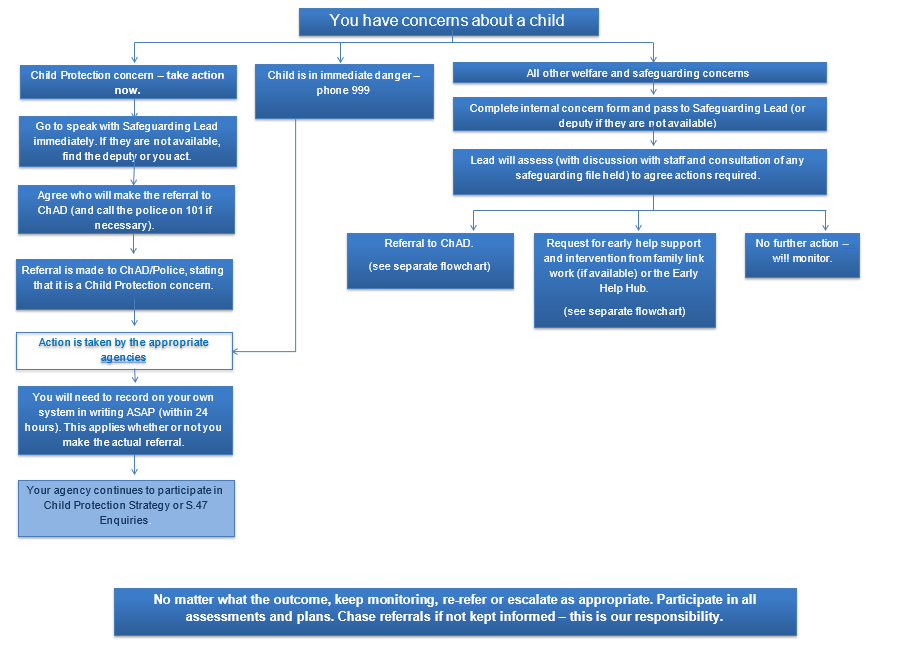 You have concerns about a child
Child Protection concern – take action
now.
Go to speak with Safeguarding Lead
immediately. If they are not available,
find the deputy or you act.
Agree who will make the referral to
ChAD (and call the police on 101 if
necessary).
Referral is made to ChAD/Police, stating
that it is a Child Protection concern.
Action is taken by the appropriate
agencies
You will need to record on your own
system in writing ASAP (within 24
hours). This applies whether or not you
make the actual referral.
Your agency continues to participate in
Child Protection Strategy or S.47
Enquiries.
Child is in immediate danger –
phone 999
All other welfare and safeguarding concerns
Complete internal concern form and pass to Safeguarding Lead (or
deputy if they are not available)
Lead will assess (with discussion with staff and consultation of any
safeguarding file held) to agree actions required.
Referral to ChAD.
(see separate flowchart)
Request for early help support
and intervention from family link
work (if available) or the Early
Help Hub.
(see separate flowchart)
No further action –
will monitor.
No matter what the outcome, keep monitoring, re-refer or escalate as appropriate. Participate in all
assessments and plans. Chase referrals if not kept informed – this is our responsibility.